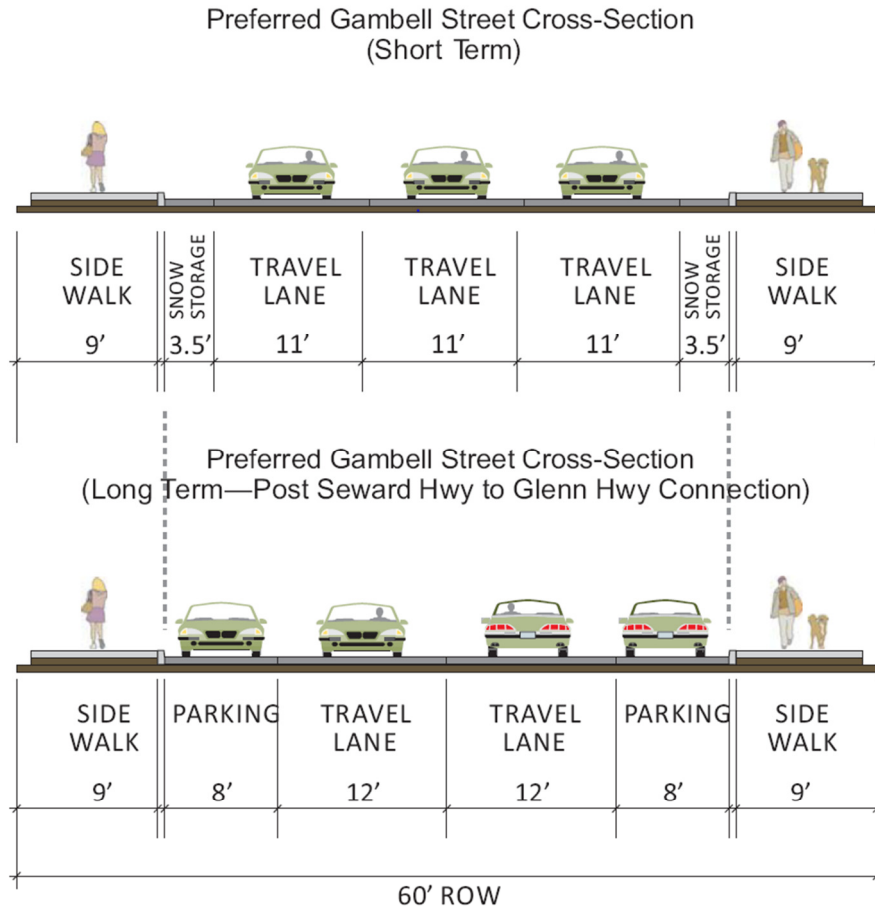 Preferred Gambell Street Cross-Section
(Short Term)
SIDE WALK
9’
SNOW STORAGE
3.5’
TRAVEL LANE
11’
TRAVEL LANE
11’
TRAVEL LANE
11’
SNOW STORAGE
3.5’
SIDE WALK
9’
Preferred Gambell Street Cross-Section
(Long Term—Post Seward Hwy to Glenn Hwy Connection)
SIDE WALK
9’
PARKING
8’
TRAVEL LANE
12’
TRAVEL LANE
12’
PARKING
8’
SIDE WALK
9’
60’ ROW